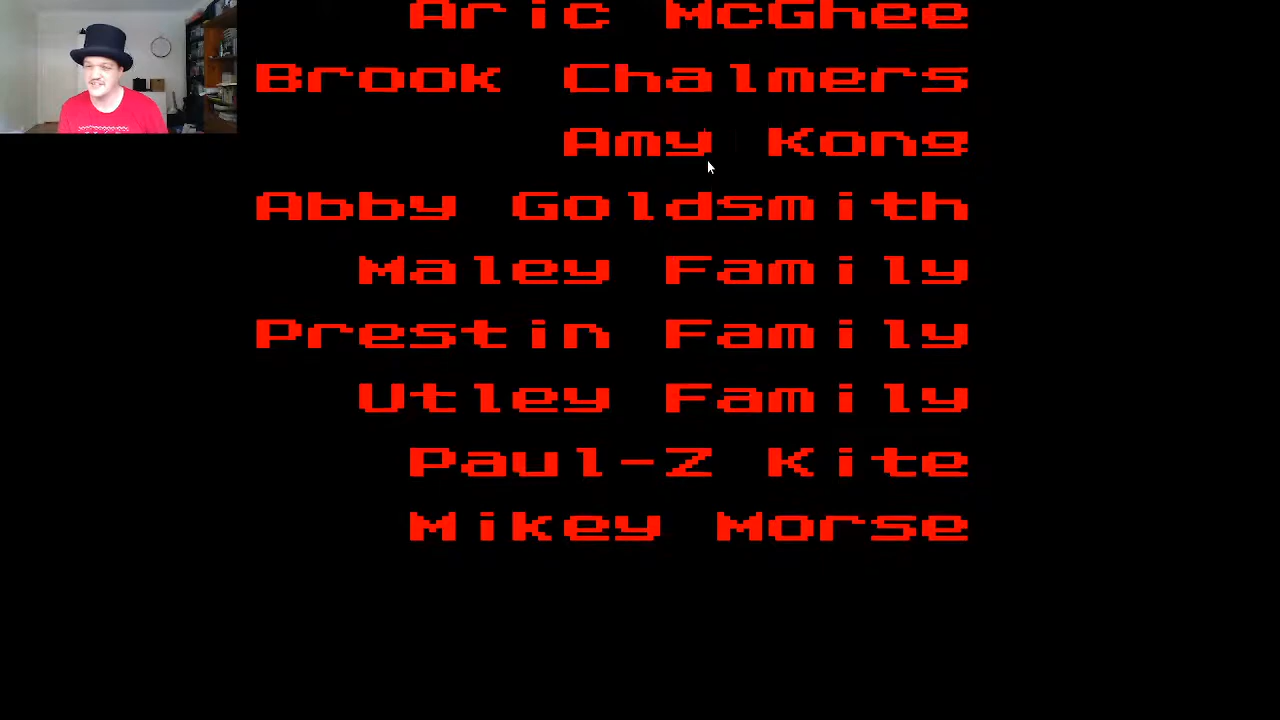 Aric McGhee
Brook Chalmers
Amy Kong
Abby Goldsmith
Maley Family
Prestin Family
Utley Family
Paul-Z Kite
Mikey Morse